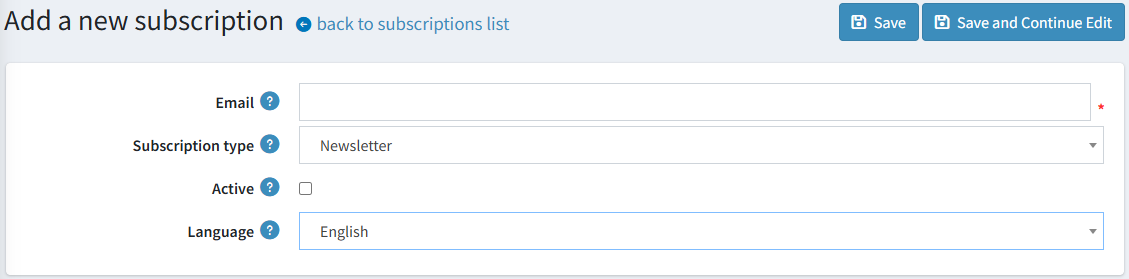 Add a new subscription back to subscriptions list Save Save and Continue Edit
Email ? *
Subscription type ? Newsletter
Active ?
Language ? English